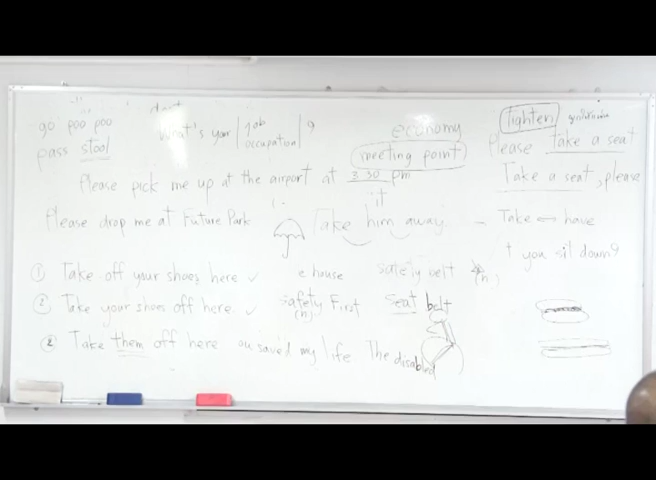 go poo poo
pass stool
What's your job occupation ?
economy
meeting point
tighten
Please Take a seat
Take a seat, please
Please pick me up at the airport at 3 30 pm
it
Please drop me at Future Park
Take him away
Take ↔ have
you sit down?
① Take off your shoes here ✓
e house
safety belt
(n)
② Take your shoes off here ✓
safety First
(n)
seat belt
② Take them off here
ou saved my life
The disabled